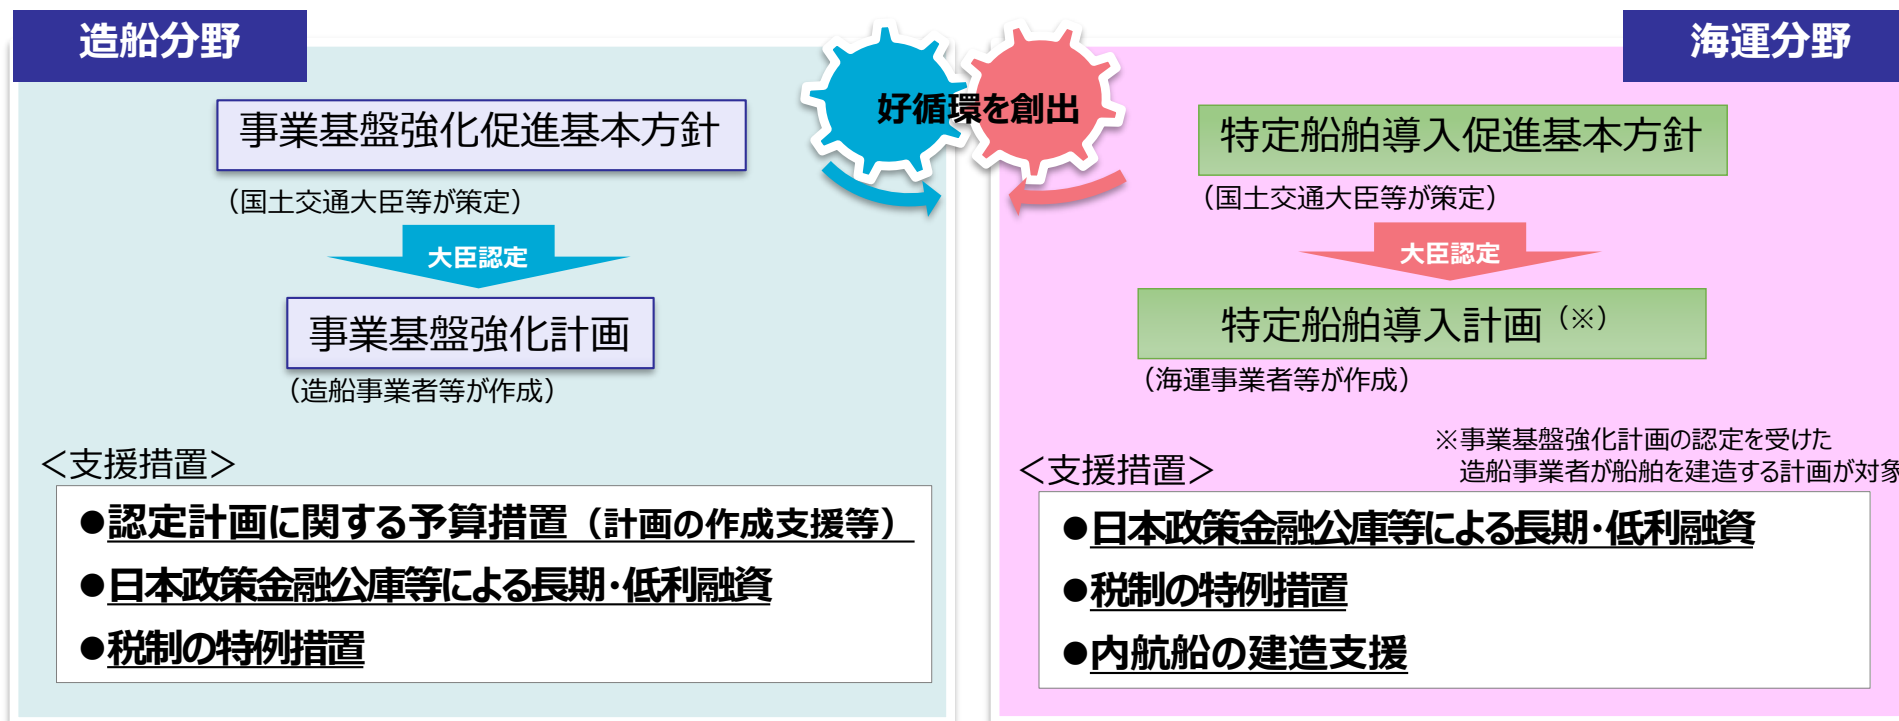 造船分野
事業基盤強化促進基本方針
（国土交通大臣等が策定）
大臣認定
事業基盤強化計画
（造船事業者等が作成）
＜支援措置＞
●認定計画に関する予算措置（計画の作成支援等）
●日本政策金融公庫等による長期・低利融資
●税制の特例措置
好循環を創出
海運分野
特定船舶導入促進基本方針
（国土交通大臣等が策定）
大臣認定
特定船舶導入計画（※）
（海運事業者等が作成）
※事業基盤強化計画の認定を受けた
造船事業者が船舶を建造する計画が対象
＜支援措置＞
●日本政策金融公庫等による長期・低利融資
●税制の特例措置
●内航船の建造支援